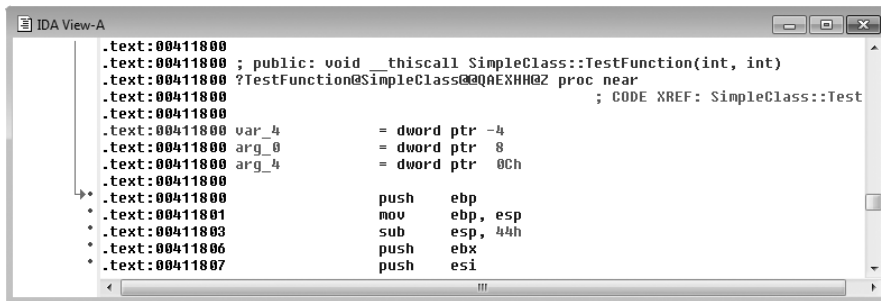 IDA View-A
.text:00411800
.text:00411800 ; public: void __thiscall SimpleClass::TestFunction(int, int)
.text:00411800 ?TestFunction@SimpleClass@@QAEXHH@Z proc near
.text:00411800 ; CODE XREF: SimpleClass::Test
.text:00411800
.text:00411800 var_4 = dword ptr -4
.text:00411800 arg_0 = dword ptr 8
.text:00411800 arg_4 = dword ptr 0Ch
.text:00411800
.text:00411800 push ebp
.text:00411801 mov ebp, esp
.text:00411803 sub esp, 44h
.text:00411806 push ebx
.text:00411807 push esi